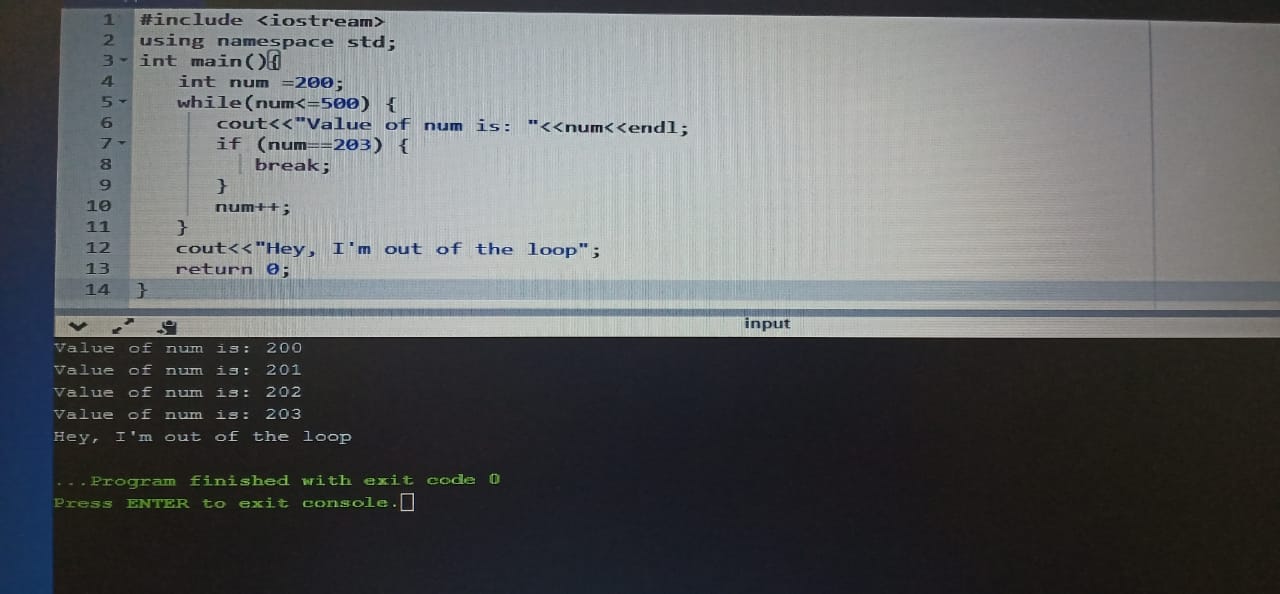 1 #include <iostream>
2 using namespace std;
3 int main(){
4 int num =200;
5 while(num<=500) {
6 cout<<"Value of num is: "<<num<<endl;
7 if (num==203) {
8 break;
9 }
10 num++;
11 }
12 cout<<"Hey, I'm out of the loop";
13 return 0;
14 }
input
Value of num is: 200
Value of num is: 201
Value of num is: 202
Value of num is: 203
Hey, I'm out of the loop
...Program finished with exit code 0
Press ENTER to exit console.